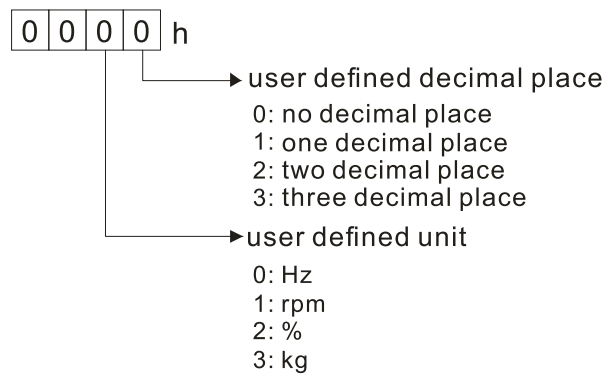 0 0 0 0 h
user defined decimal place
0: no decimal place
1: one decimal place
2: two decimal place
3: three decimal place
user defined unit
0: Hz
1: rpm
2: %
3: kg